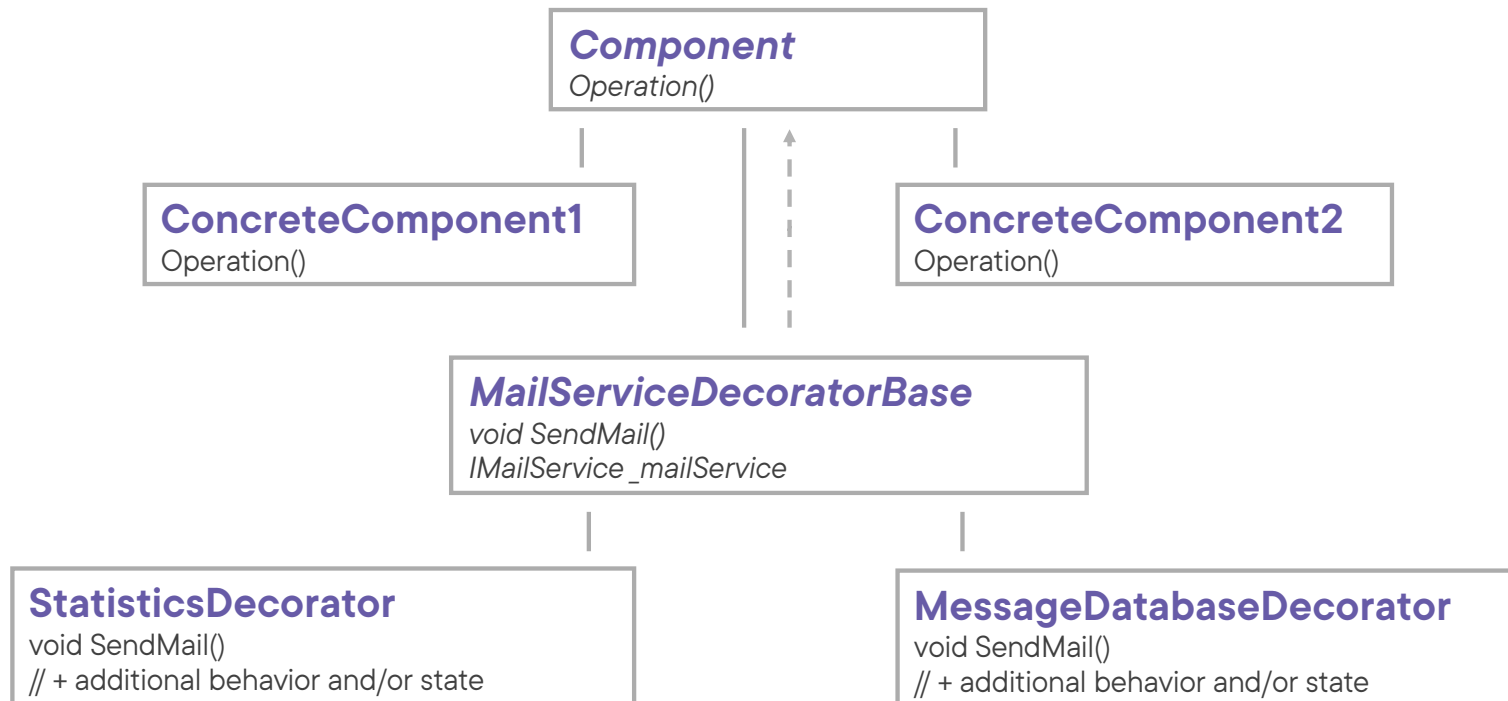 Component
Operation()
ConcreteComponent1
Operation()
ConcreteComponent2
Operation()
MailServiceDecoratorBase
void SendMail()
IMailService _mailService
StatisticsDecorator
void SendMail()
// + additional behavior and/or state
MessageDatabaseDecorator
void SendMail()
// + additional behavior and/or state